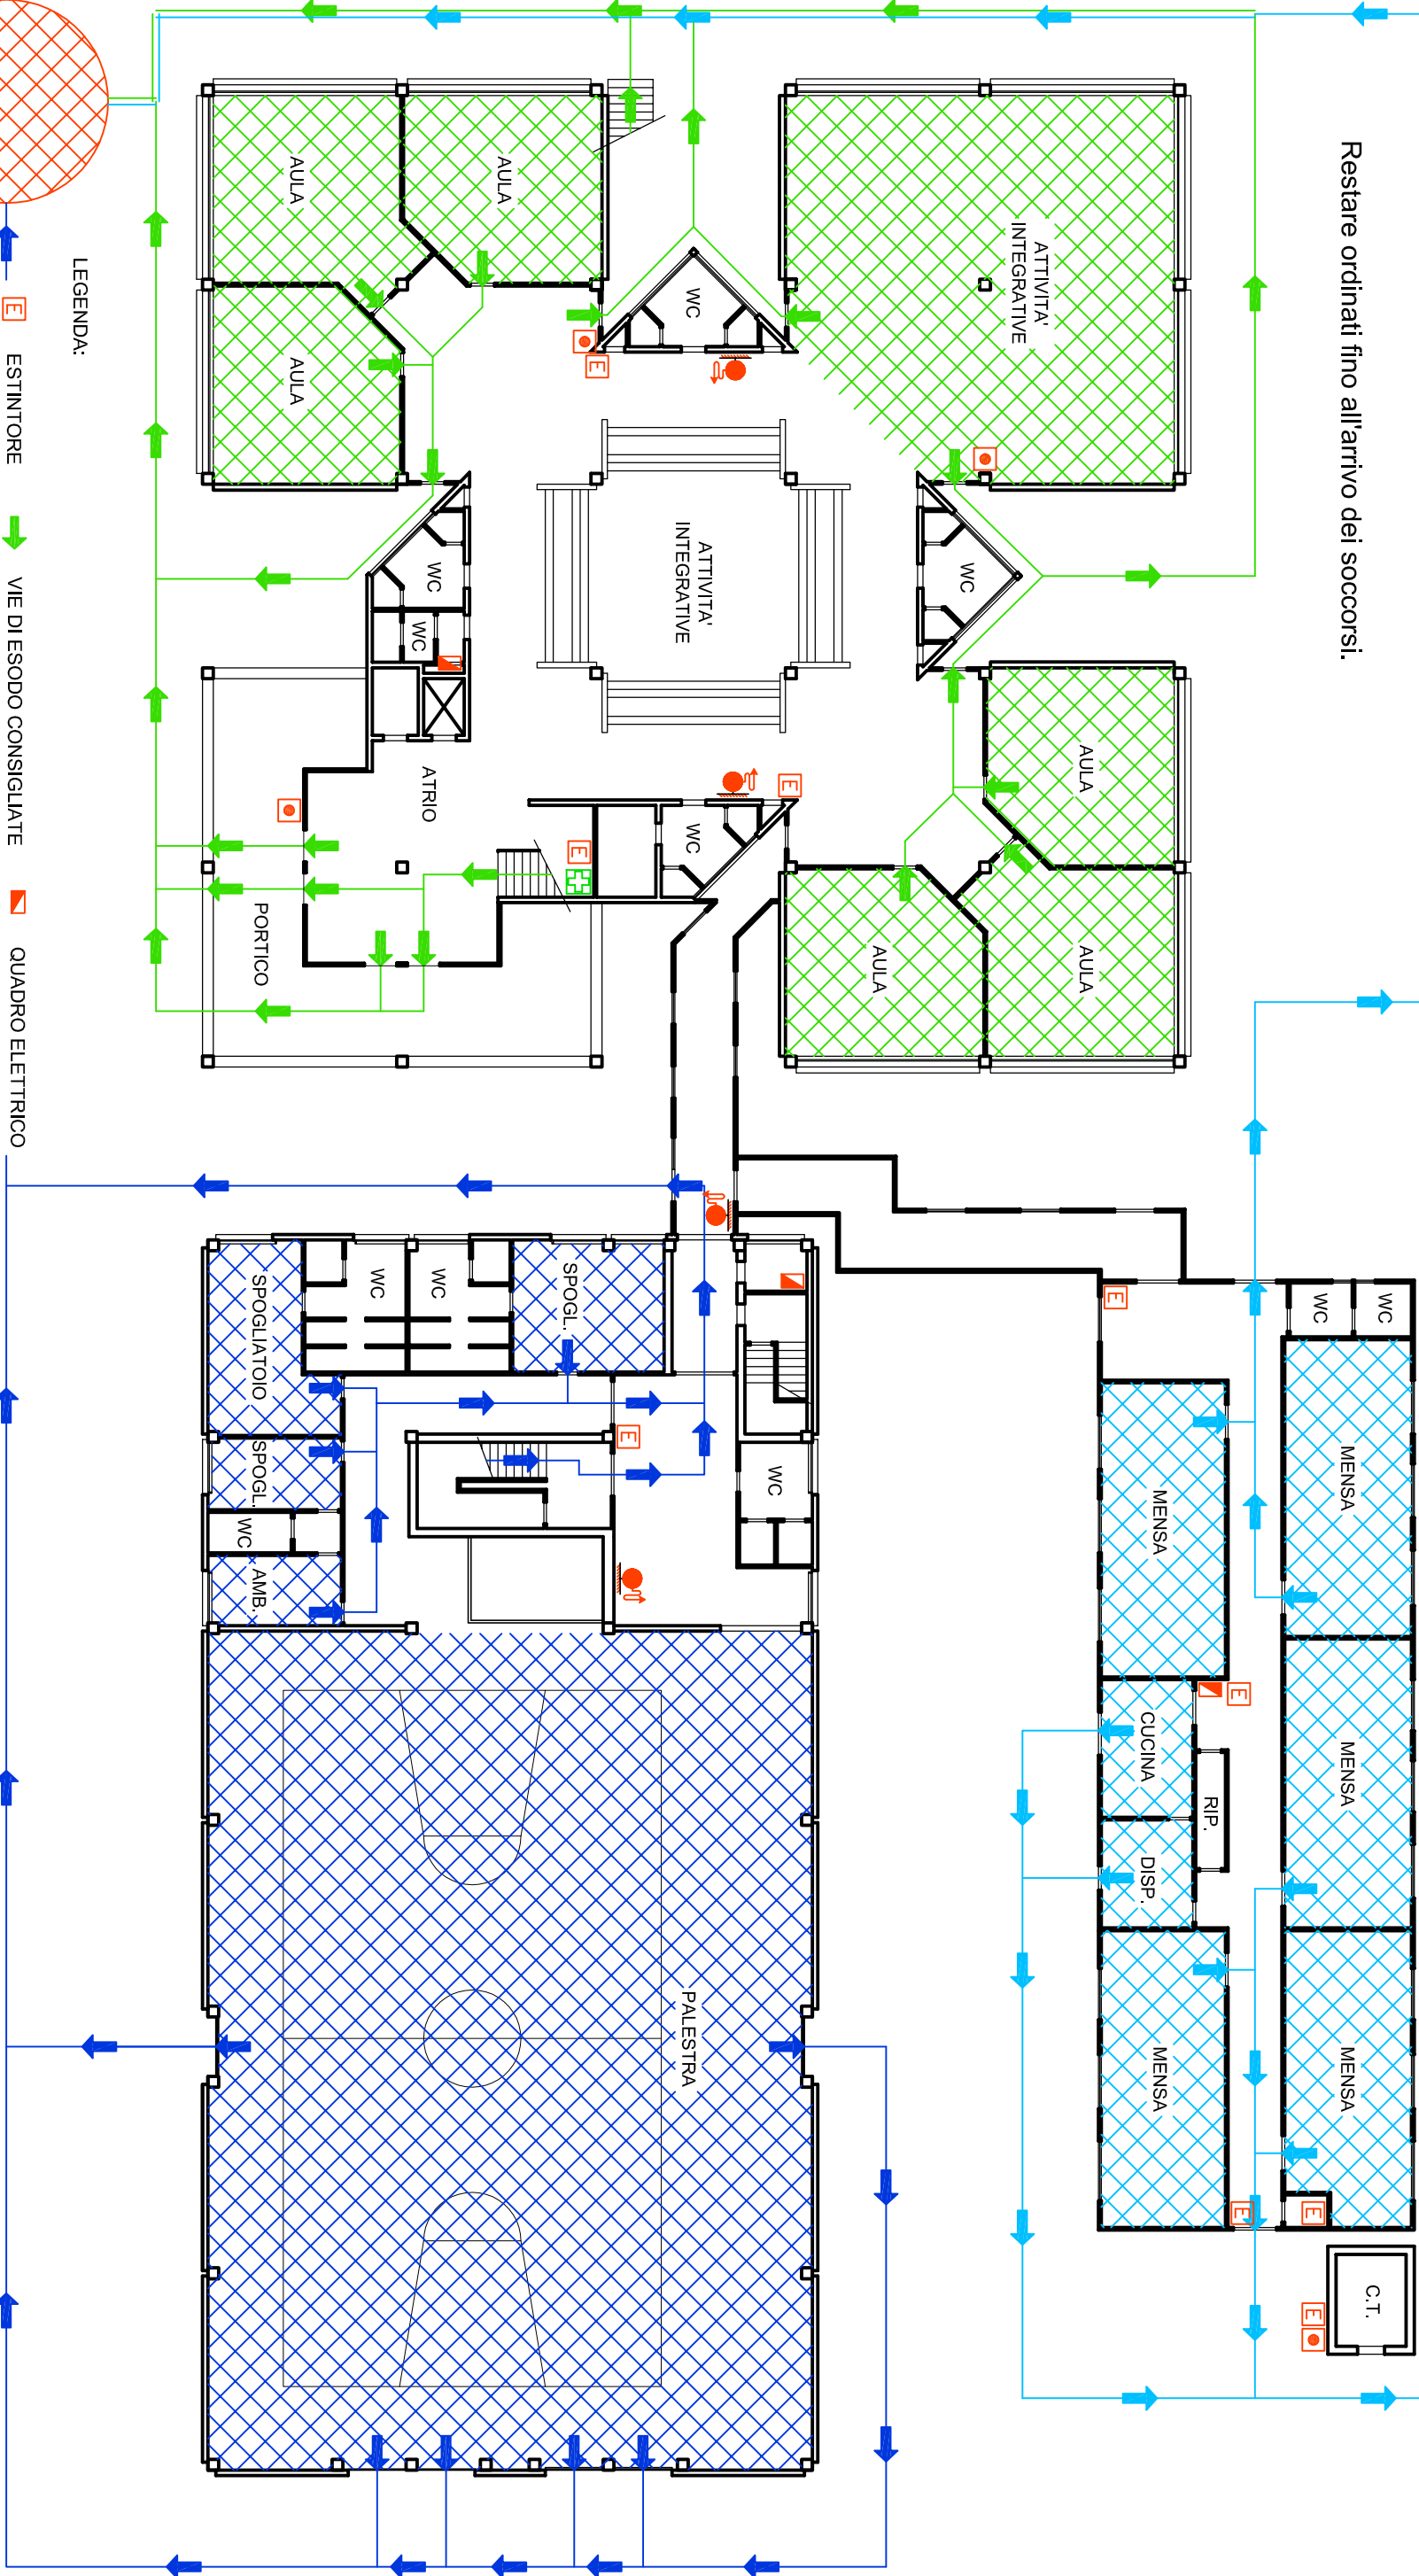 Restare ordinati fino all'arrivo dei soccorsi.
WC
WC
MENSA
MENSA
MENSA
C.T.
MENSA
CUCINA
RIP.
DISP.
MENSA
ATTIVITA'
INTEGRATIVE
WC
AULA
AULA
AULA
WC
ATTIVITA'
INTEGRATIVE
WC
AULA
AULA
AULA
WC
WC
ATRIO
PORTICO
WC
PALESTRA
SPOGL.
WC
WC
SPOGLIATOIO
SPOGL.
WC
AMB.
LEGENDA:
E ESTINTORE
VIE DI ESODO CONSIGLIATE
QUADRO ELETTRICO
E
E
E
E
E
E
E
E
E
E